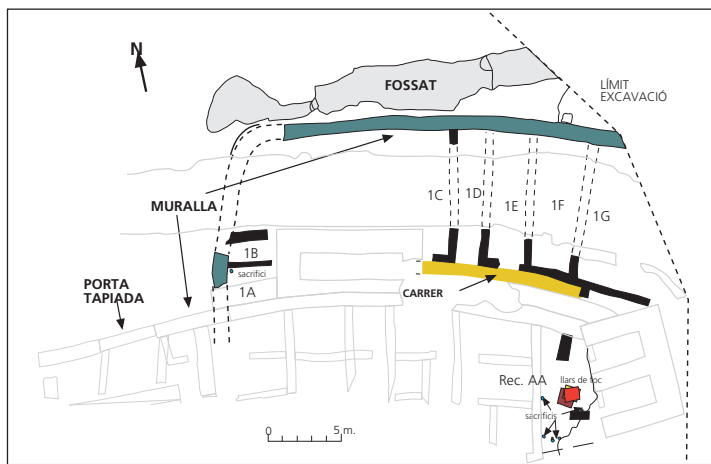 N
FOSSAT
LÍMIT
EXCAVACIÓ
1C
1D
1E
1F
1G
MURALLA
1B
sacrifici
1A
PORTA
TAPIADA
CARRER
Rec. AA
llars de foc
sacrificis
0
5 m.